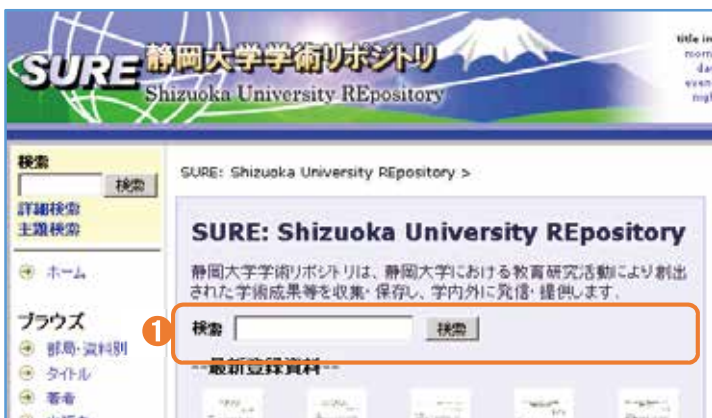 SURE 静岡大学学術リポジトリ
Shizuoka University REpository
検索
検索
詳細検索
主題検索
ホーム
ブラウズ
部局・資料別
タイトル
著者
SURE: Shizuoka University REpository >
SURE: Shizuoka University REpository
静岡大学学術リポジトリは、静岡大学における教育研究活動により創出
された学術成果等を収集・保存し、学内外に発信・提供します.
1
検索 検索
--最新登録資料--